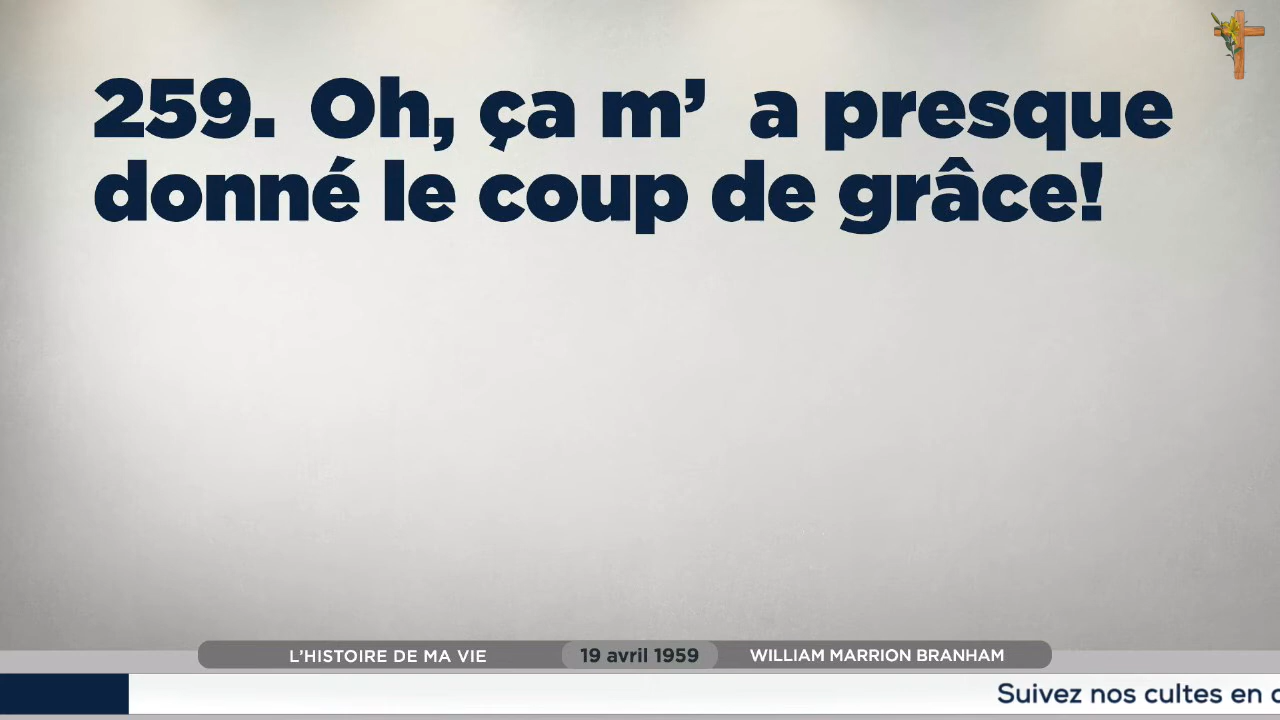 259. Oh, ça m’ a presque
donné le coup de grâce!
L’HISTOIRE DE MA VIE 19 avril 1959 WILLIAM MARRION BRANHAM
Suivez nos cultes en